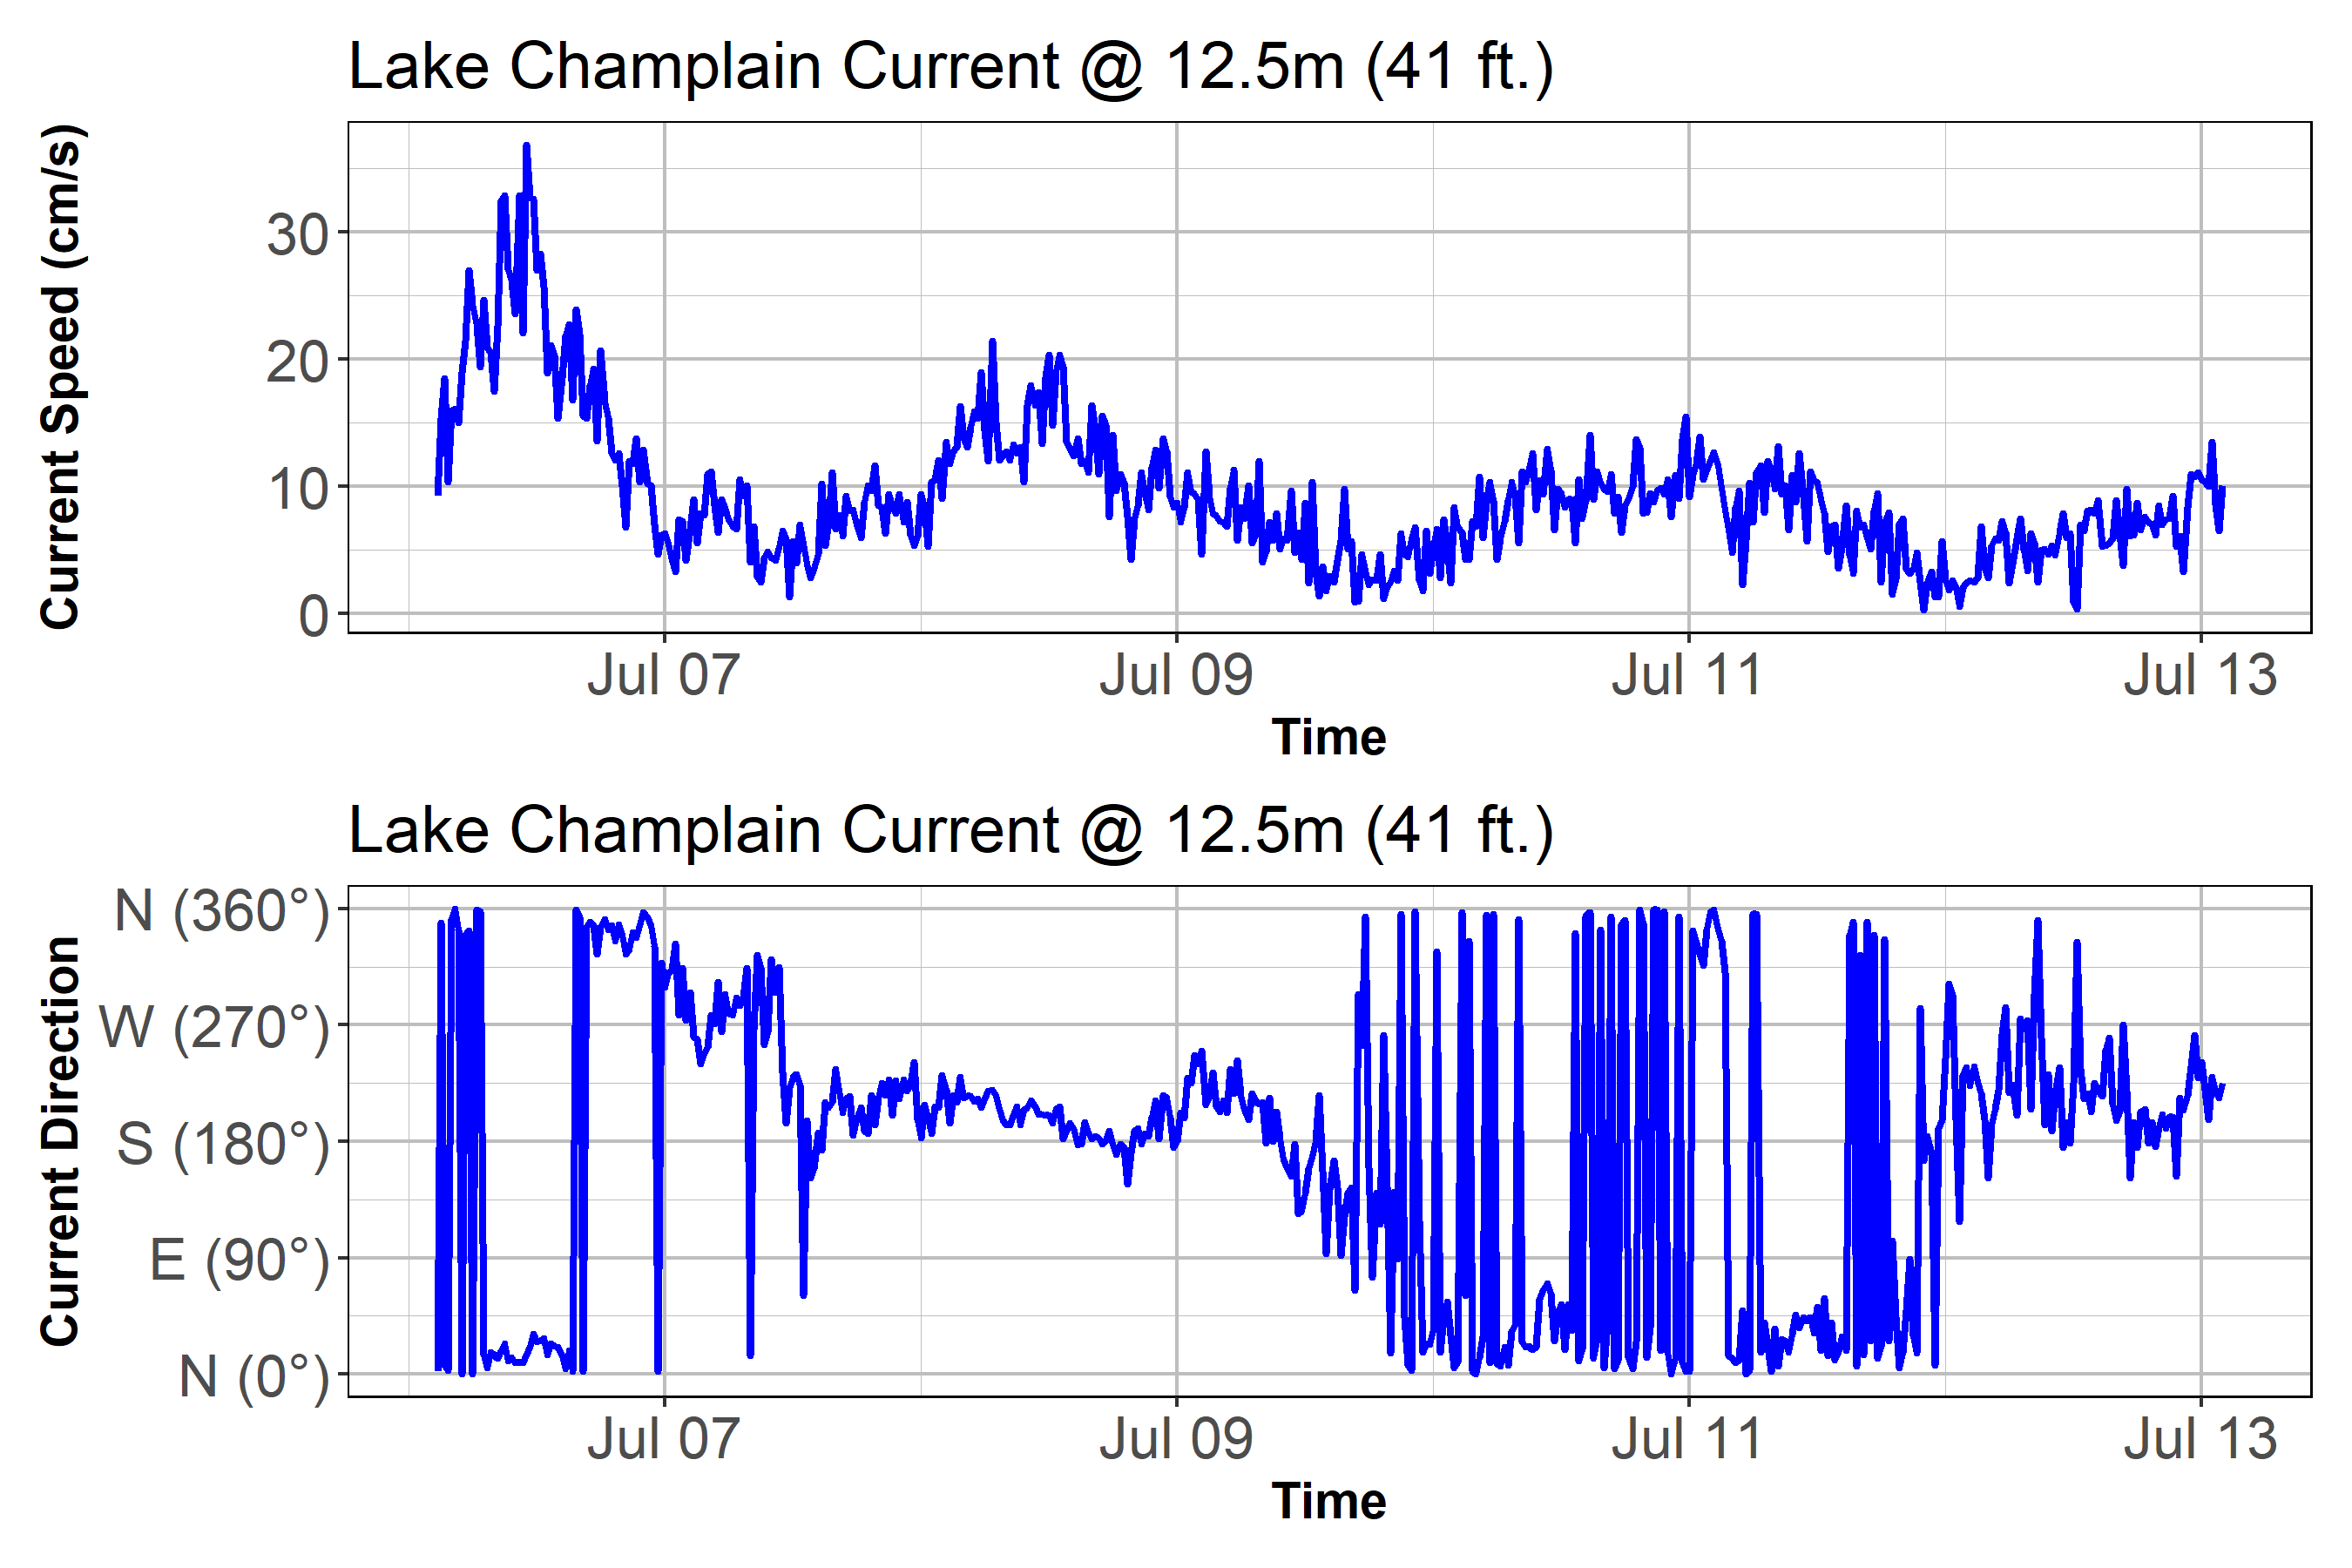 Lake Champlain Current @ 12.5m (41 ft.)
Current Speed (cm/s)
30
20
10
0
Jul 07 Jul 09 Jul 11 Jul 13
Time
Lake Champlain Current @ 12.5m (41 ft.)
Current Direction
N (360°)
W (270°)
S (180°)
E (90°)
N (0°)
Jul 07 Jul 09 Jul 11 Jul 13
Time